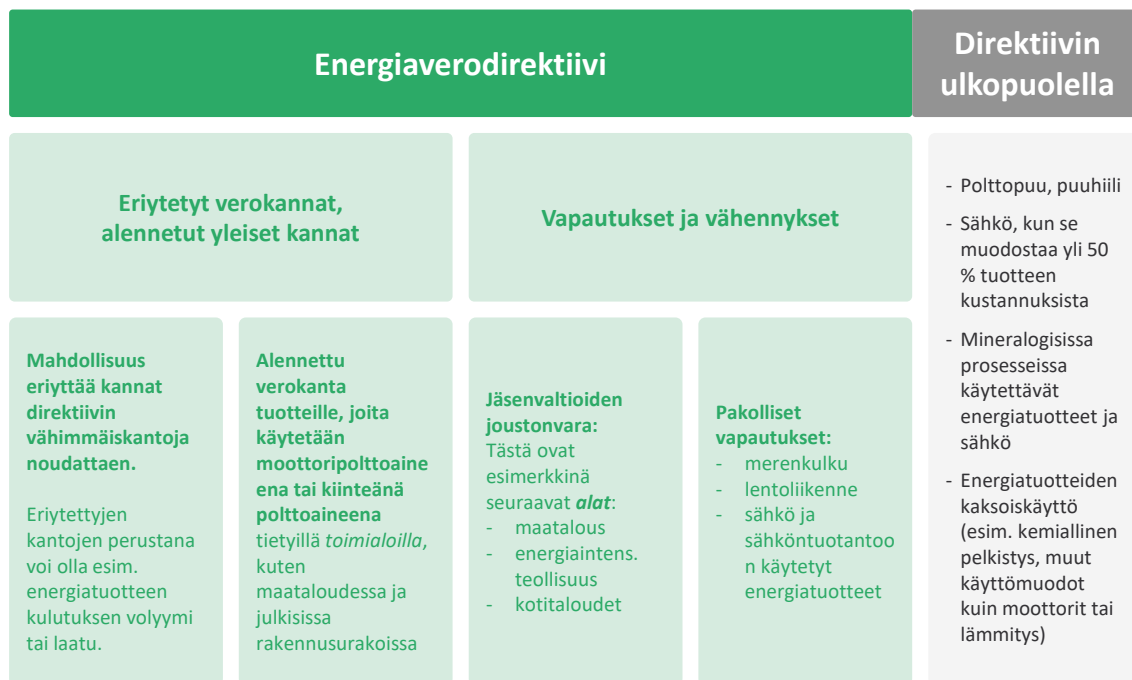 Energiaverodirektiivi
Direktiivin
ulkopuolella
Eriytetyt verokannat,
alennetut yleiset kannat
Vapautukset ja vähennykset
Mahdollisuus
eriyttää kannat
direktiivin
vähimmäiskantoja
noudattaen.
Eriytettyjen
kantojen perustana
voi olla esim.
energiatuotteen
kulutuksen volyymi
tai laatu.
Alennettu
verokanta
tuotteille, joita
käytetään
moottoripolttoaine
ena tai kiinteänä
polttoaineena
tietyillä toimialoilla,
kuten
maataloudessa ja
julkisissa
rakennusurakoissa
Jäsenvaltioiden
joustonvara:
Tästä ovat
esimerkkinä
seuraavat alat:
- maatalous
- energiaintens.
teollisuus
- kotitaloudet
Pakolliset
vapautukset:
- merenkulku
- lentoliikenne
- sähkö ja
sähköntuotantoo
n käytetyt
energiatuotteet
- Polttopuu, puuhiili
- Sähkö, kun se
muodostaa yli 50
% tuotteen
kustannuksista
- Mineralogisissa
prosesseissa
käytettävät
energiatuotteet ja
sähkö
- Energiatuotteiden
kaksoiskäyttö
(esim. kemiallinen
pelkistys, muut
käyttömuodot
kuin moottorit tai
lämmitys)